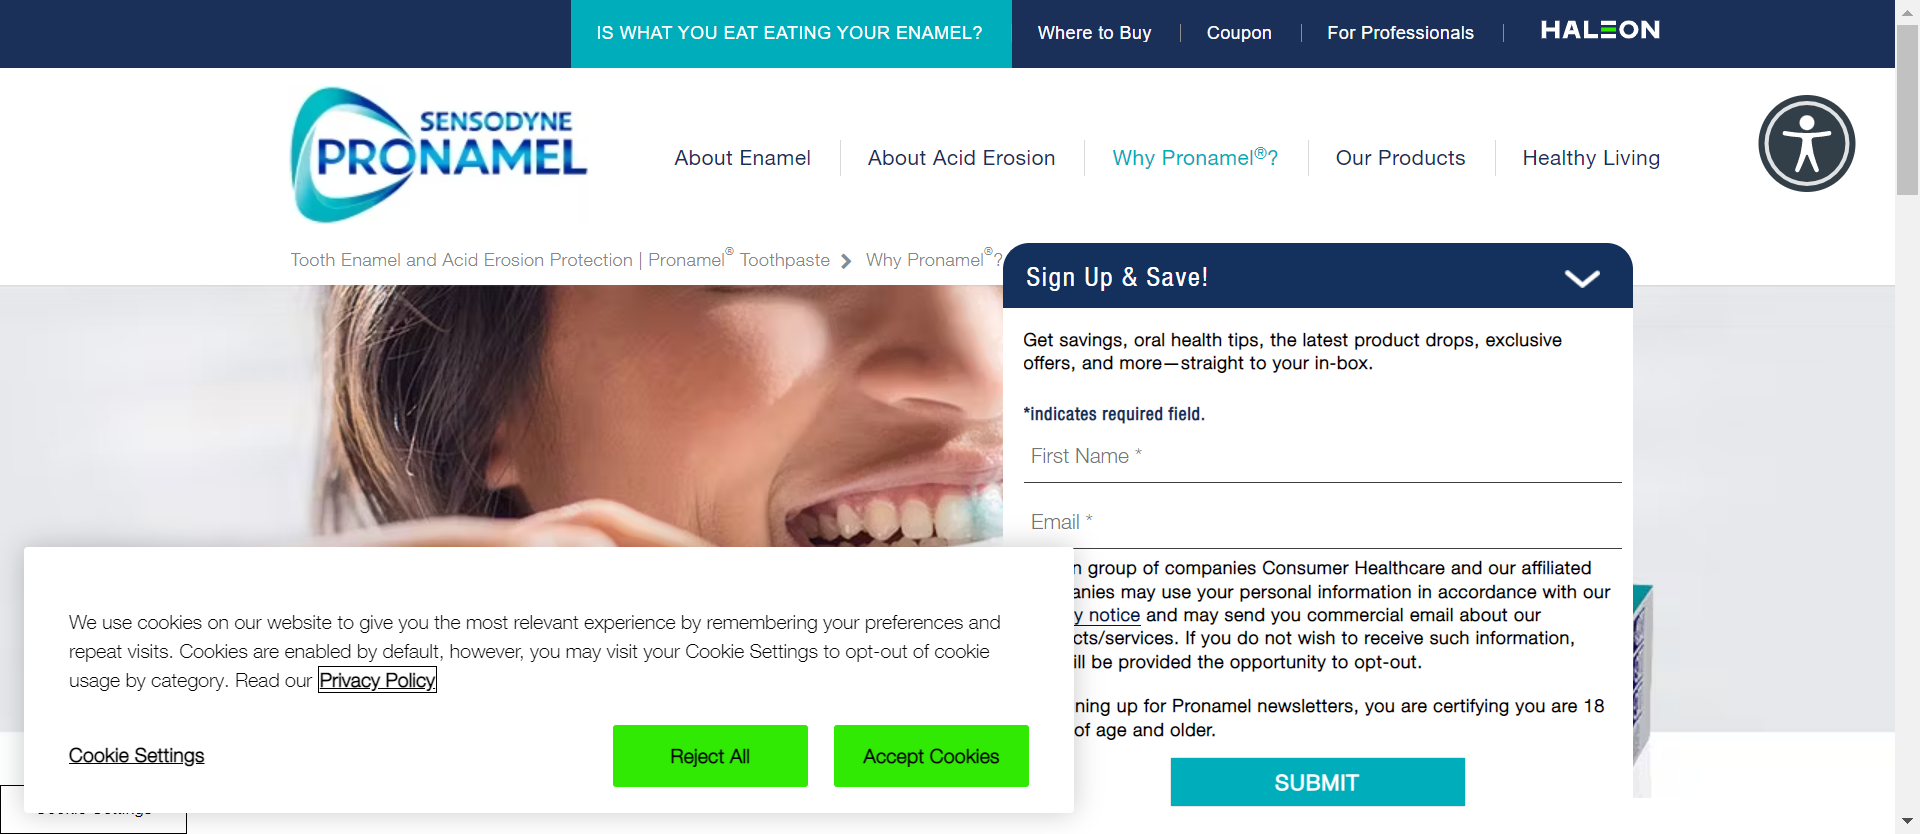 IS WHAT YOU EAT EATING YOUR ENAMEL?
Where to Buy
Coupon
For Professionals
HALEON
SENSODYNE
PRONAMEL
About Enamel
About Acid Erosion
Why Pronamel®?
Our Products
Healthy Living
Tooth Enamel and Acid Erosion Protection | Pronamel® Toothpaste
Why Pronamel®?
Sign Up & Save!
Get savings, oral health tips, the latest product drops, exclusive
offers, and more—straight to your in-box.
*indicates required field.
First Name *
Email *
n group of companies Consumer Healthcare and our affiliated
anies may use your personal information in accordance with our
y notice and may send you commercial email about our
cts/services. If you do not wish to receive such information,
ill be provided the opportunity to opt-out.
ning up for Pronamel newsletters, you are certifying you are 18
of age and older.
SUBMIT
We use cookies on our website to give you the most relevant experience by remembering your preferences and
repeat visits. Cookies are enabled by default, however, you may visit your Cookie Settings to opt-out of cookie
usage by category. Read our Privacy Policy
Cookie Settings
Reject All
Accept Cookies